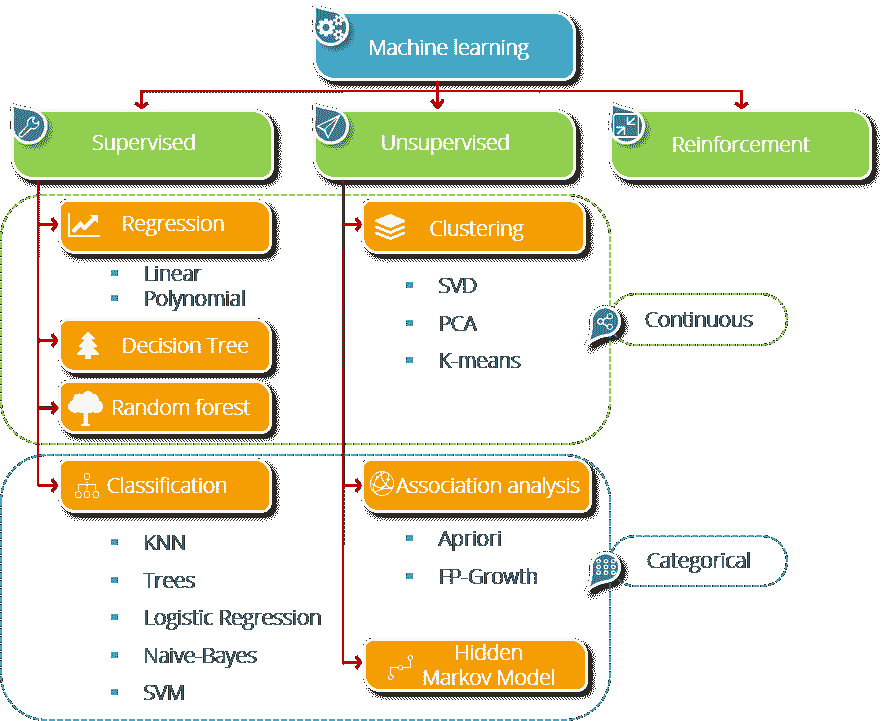 Machine learning
Supervised
Unsupervised
Reinforcement
Regression
Linear
Polynomial
Decision Tree
Random forest
Clustering
SVD
PCA
K-means
Continuous
Classification
KNN
Trees
Logistic Regression
Naive-Bayes
SVM
Association analysis
Apriori
FP-Growth
Hidden
Markov Model
Categorical